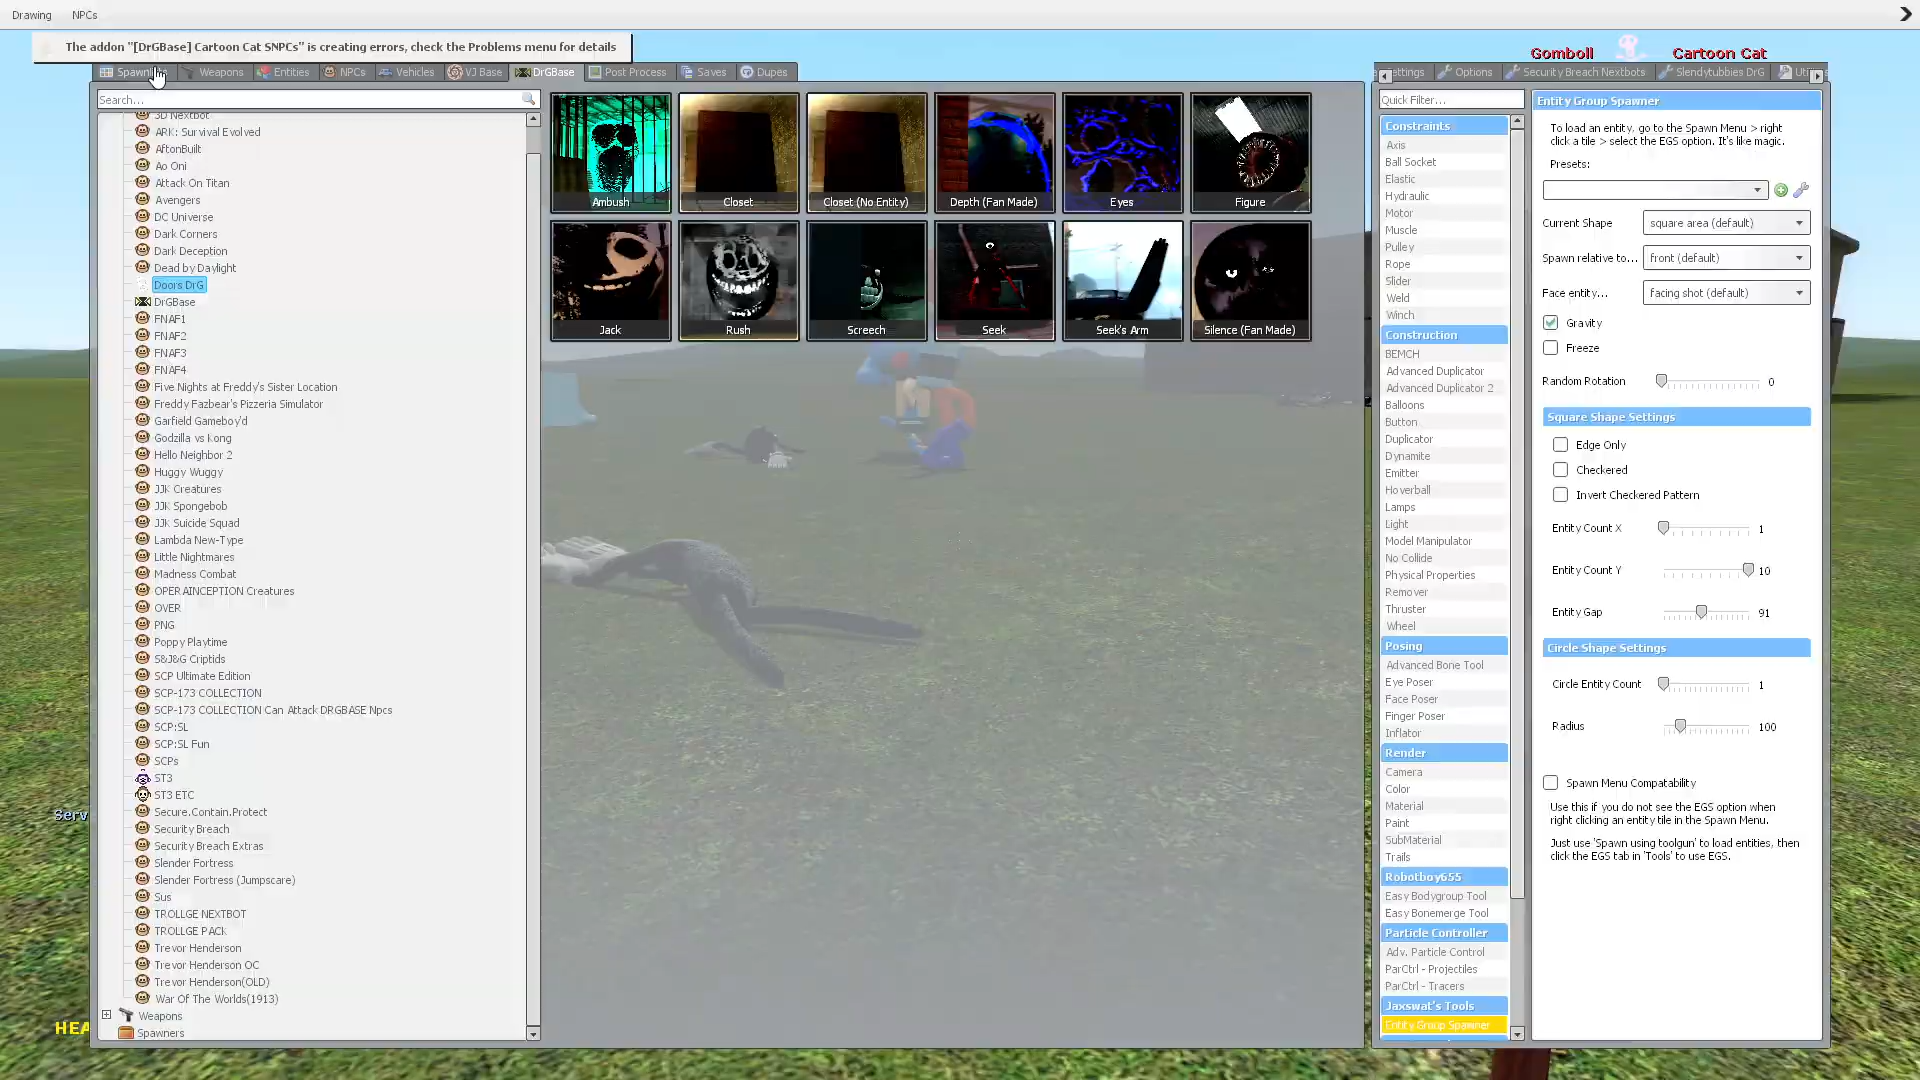 Drawing NPCs
The addon "[DrGBase] Cartoon Cat SNPCs" is creating errors, check the Problems menu for details
Gomboll Cartoon Cat
Weapons Entities NPCs Vehicles VJ Base DrGBase Post Process Saves Dupes
Options Security Breach Nextbots Slendytubbies DrG
Search...
3D Nextbot
ARK: Survival Evolved
AftonBuilt
Ao Oni
Attack On Titan
Avengers
DC Universe
Dark Corners
Dark Deception
Dead by Daylight
Doors DrG
DrGBase
FNAF1
FNAF2
FNAF3
FNAF4
Five Nights at Freddy's Sister Location
Freddy Fazbear's Pizzeria Simulator
Garfield Gameboy'd
Godzilla vs Kong
Hello Neighbor 2
Huggy Wuggy
JJK Creatures
JJK Spongebob
JJK Suicide Squad
Lambda New-Type
Little Nightmares
Madness Combat
OPERAINCEPTION Creatures
OVER
PNG
Poppy Playtime
S&J&G Criptids
SCP Ultimate Edition
SCP-173 COLLECTION
SCP-173 COLLECTION Can Attack DRGBASE Npcs
SCP:SL
SCP:SL Fun
SCPs
ST3
ST3 ETC
Secure.Contain.Protect
Security Breach
Security Breach Extras
Slender Fortress
Slender Fortress (Jumpscare)
Sus
TROLLGE NEXTBOT
TROLLGE PACK
Trevor Henderson
Trevor Henderson OC
Trevor Henderson(OLD)
War Of The Worlds(1913)
Weapons
Spawners
Ambush Closet Closet (No Entity) Depth (Fan Made) Eyes Figure
Jack Rush Screech Seek Seek's Arm Silence (Fan Made)
Quick Filter...
Constraints
Axis
Ball Socket
Elastic
Hydraulic
Motor
Muscle
Pulley
Rope
Slider
Weld
Winch
Construction
BEMCH
Advanced Duplicator
Advanced Duplicator 2
Balloons
Button
Duplicator
Dynamite
Emitter
Hoverball
Lamps
Light
Model Manipulator
No Collide
Physical Properties
Remover
Thruster
Wheel
Posing
Advanced Bone Tool
Eye Poser
Face Poser
Finger Poser
Inflator
Render
Camera
Color
Material
Paint
SubMaterial
Trails
Robotboy655
Easy Bodygroup Tool
Easy Bonemerge Tool
Particle Controller
Adv. Particle Control
ParCtrl - Projectiles
ParCtrl - Tracers
Jaxswat's Tools
Entity Group Spawner
Entity Group Spawner
To load an entity, go to the Spawn Menu > right
click a tile > select the EGS option. It's like magic.
Presets:
Current Shape square area (default)
Spawn relative to... front (default)
Face entity... facing shot (default)
Gravity
Freeze
Random Rotation 0
Square Shape Settings
Edge Only
Checkered
Invert Checkered Pattern
Entity Count X 1
Entity Count Y 10
Entity Gap 91
Circle Shape Settings
Circle Entity Count 1
Radius 100
Spawn Menu Compatability
Use this if you do not see the EGS option when
right clicking an entity tile in the Spawn Menu.
Just use 'Spawn using toolgun' to load entities, then
click the EGS tab in 'Tools' to use EGS.